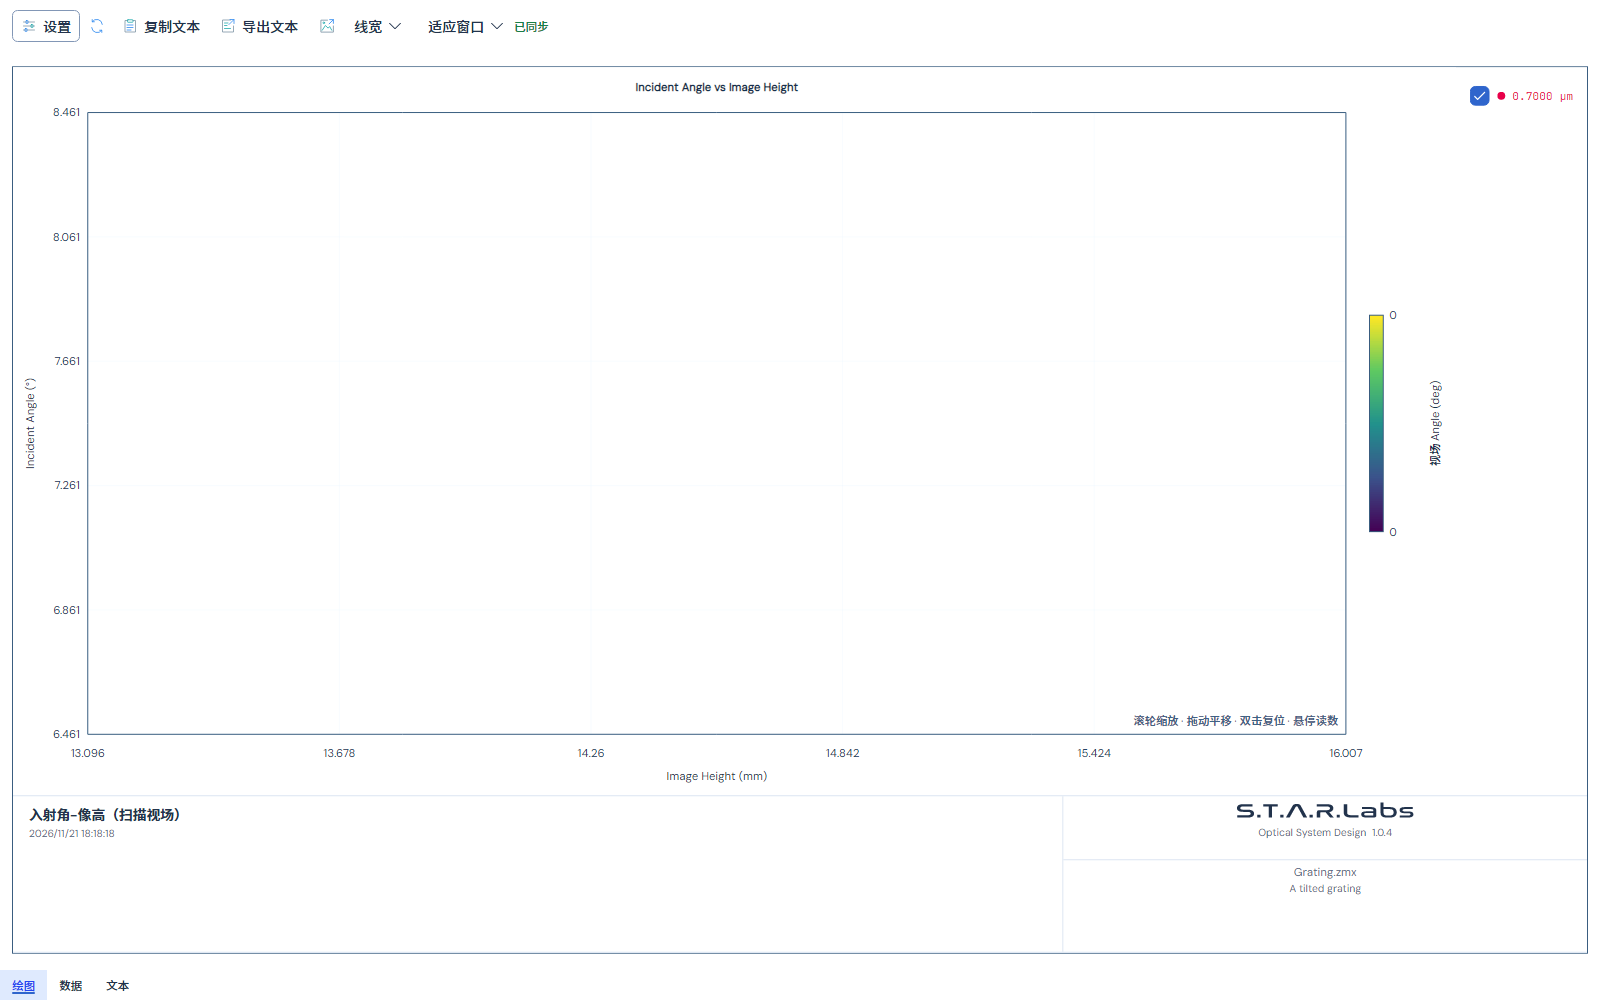 设置 复制文本 导出文本 线宽 适应窗口 已同步
Incident Angle vs Image Height
0.7000 μm
8.461
8.061
7.661
7.261
6.861
6.461
Incident Angle (°)
13.096 13.678 14.26 14.842 15.424 16.007
Image Height (mm)
滚轮缩放 · 拖动平移 · 双击复位 · 悬停读数
0
0
视场 Angle (deg)
入射角-像高（扫描视场）
2026/11/21 18:18:18
S.T.A.R.Labs
Optical System Design 1.0.4
Grating.zmx
A tilted grating
绘图 数据 文本